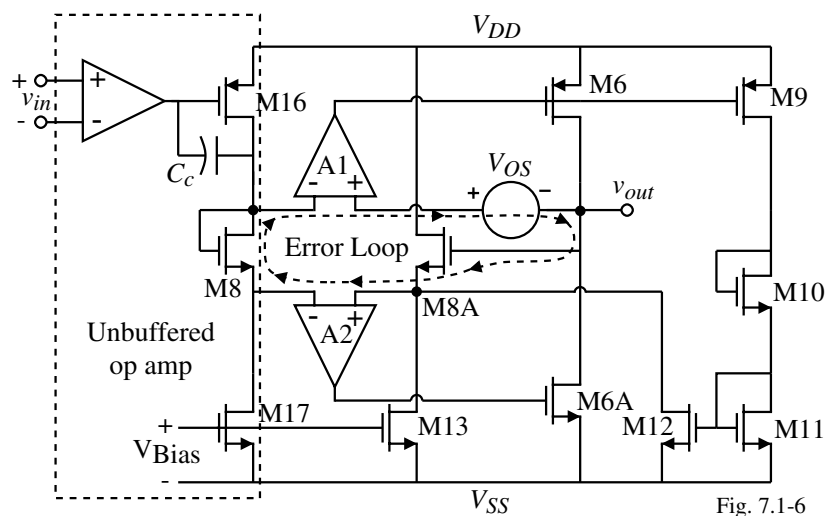 V_DD
+
v_in
-
+
-
M16
C_c
A1
-
+
+
V_OS
-
M6
M9
v_out
Error Loop
M8
M8A
M10
-
+
A2
Unbuffered
op amp
M17
M13
M6A
M12
M11
+
V_Bias
-
V_SS
Fig. 7.1-6